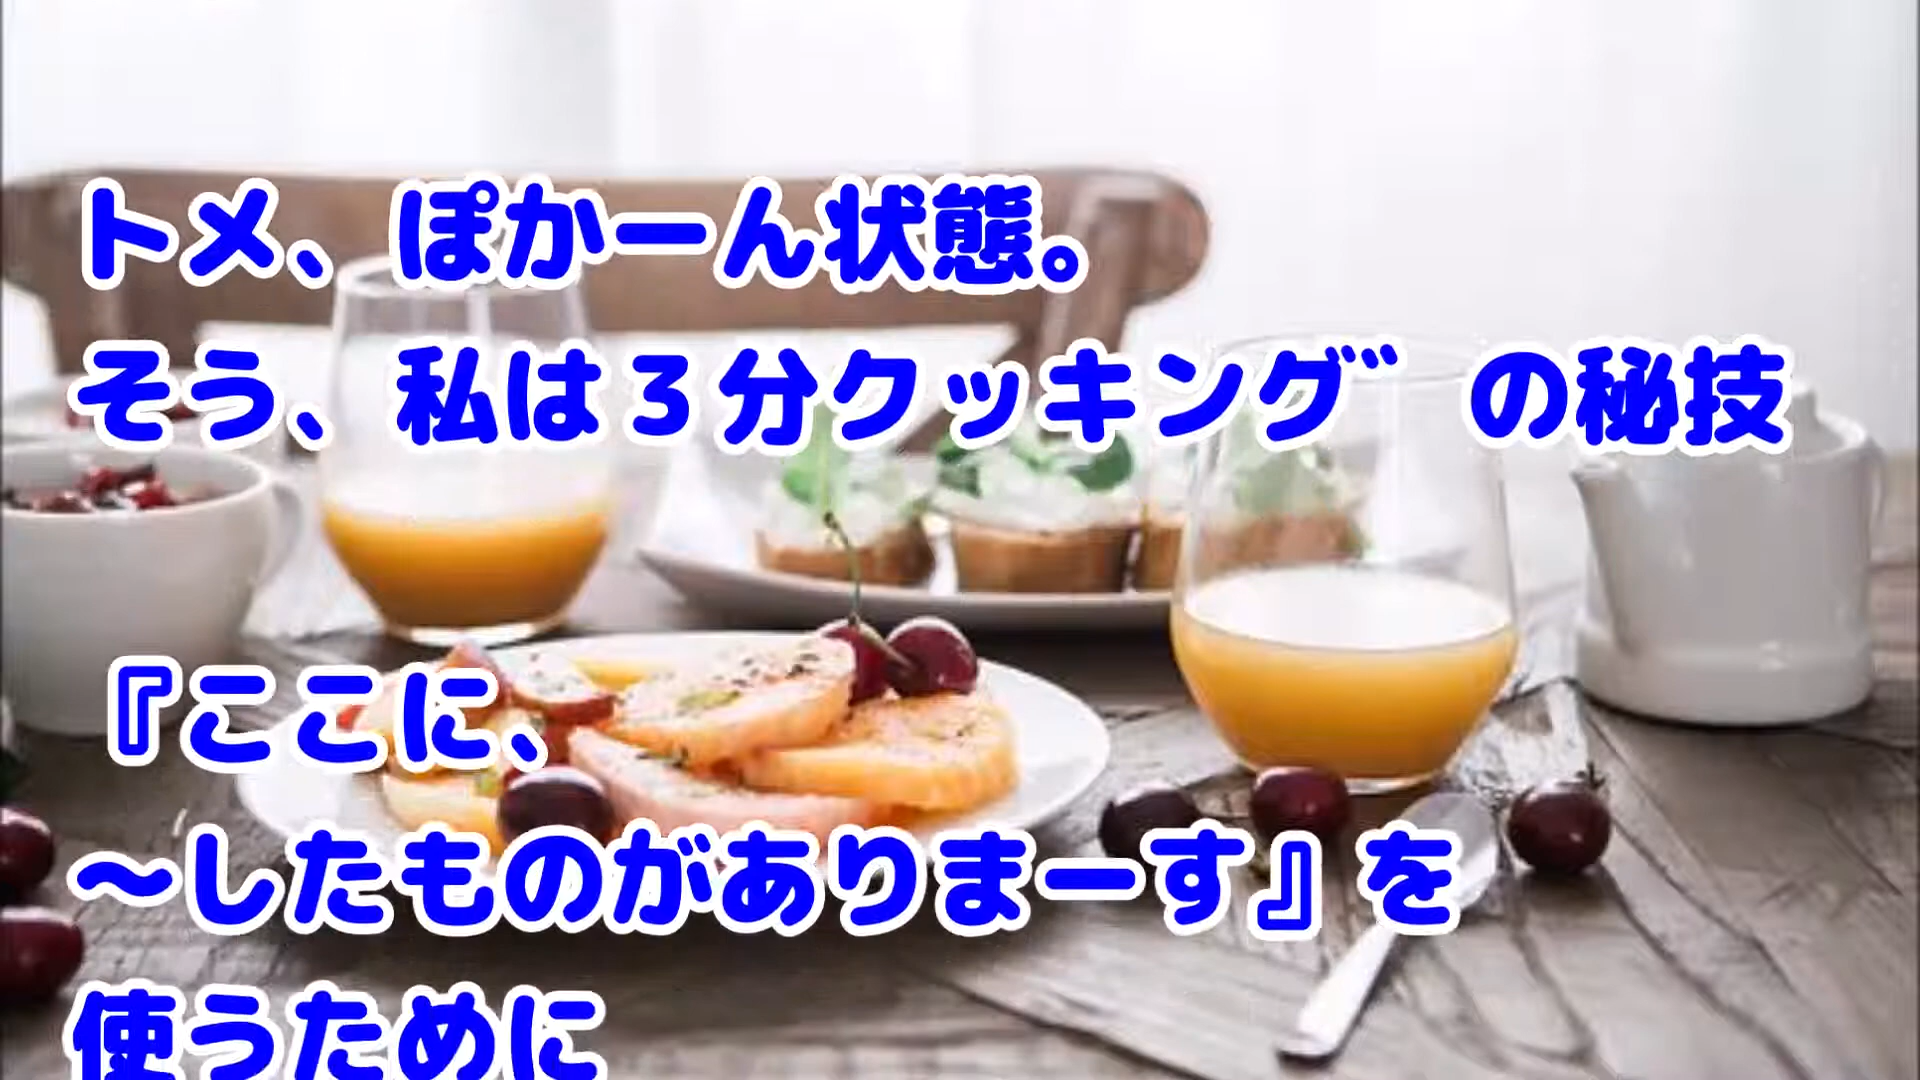 トメ、ぽかーん状態。
そう、私は３分クッキング゛の秘技
『ここに、
～したものがありまーす』を
使うために